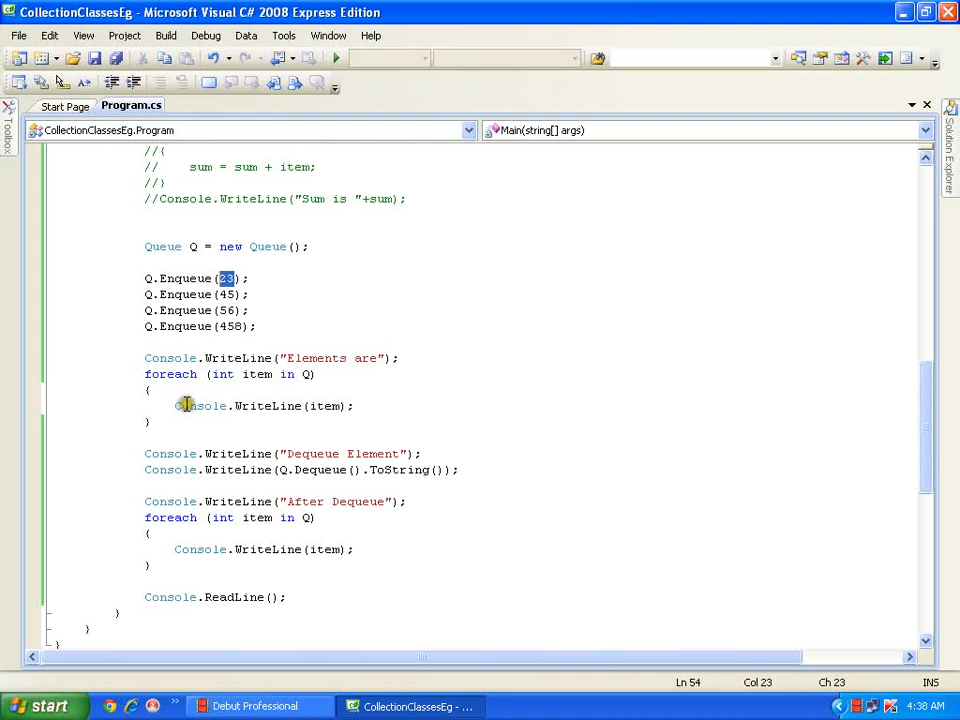 CollectionClassesEg - Microsoft Visual C# 2008 Express Edition
File Edit View Project Build Debug Data Tools Window Help
Start Page Program.cs
CollectionClassesEg.Program Main(string[] args)
Toolbox
Solution Explorer
//{
// sum = sum + item;
//}
//Console.WriteLine("Sum is "+sum);
Queue Q = new Queue();
Q.Enqueue(23);
Q.Enqueue(45);
Q.Enqueue(56);
Q.Enqueue(458);
Console.WriteLine("Elements are");
foreach (int item in Q)
{
Console.WriteLine(item);
}
Console.WriteLine("Dequeue Element");
Console.WriteLine(Q.Dequeue().ToString());
Console.WriteLine("After Dequeue");
foreach (int item in Q)
{
Console.WriteLine(item);
}
Console.ReadLine();
}
}
}
Ln 54 Col 23 Ch 23 INS
start Debut Professional CollectionClassesEg - ... 4:38 AM